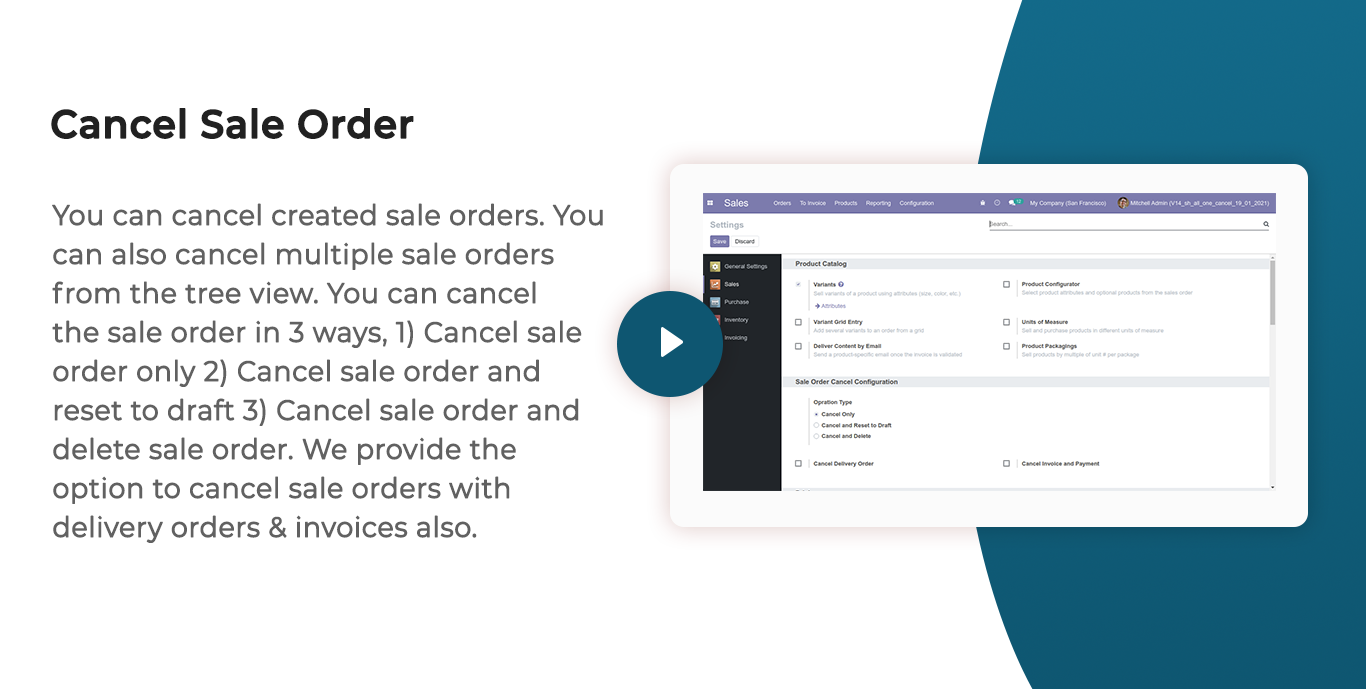 Cancel Sale Order
You can cancel created sale orders. You
can also cancel multiple sale orders
from the tree view. You can cancel
the sale order in 3 ways, 1) Cancel sale
order only 2) Cancel sale order and
reset to draft 3) Cancel sale order and
delete sale order. We provide the
option to cancel sale orders with
delivery orders & invoices also.
Sales Orders To Invoice Products Reporting Configuration My Company (San Francisco) Mitchell Admin (V14_sh_all_one_cancel_19_01_2021)
Settings
Search...
Save Discard
General Settings
Sales
Purchase
Inventory
Invoicing
Product Catalog
Variants
Sell variants of a product using attributes (size, color, etc.)
Attributes
Product Configurator
Select product attributes and optional products from the sales order
Variant Grid Entry
Add several variants to an order from a grid
Units of Measure
Sell and purchase products in different units of measure
Deliver Content by Email
Send a product-specific email once the invoice is validated
Product Packagings
Sell products by multiple of unit # per package
Sale Order Cancel Configuration
Opration Type
Cancel Only
Cancel and Reset to Draft
Cancel and Delete
Cancel Delivery Order
Cancel Invoice and Payment